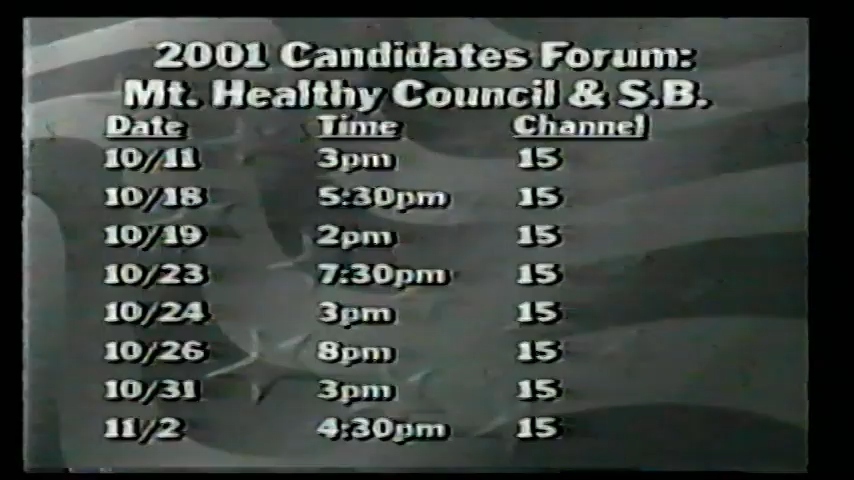 2001 Candidates Forum:
Mt. Healthy Council & S.B.
Date Time Channel
10/11 3pm 15
10/18 5:30pm 15
10/19 2pm 15
10/23 7:30pm 15
10/24 3pm 15
10/26 8pm 15
10/31 3pm 15
11/2 4:30pm 15